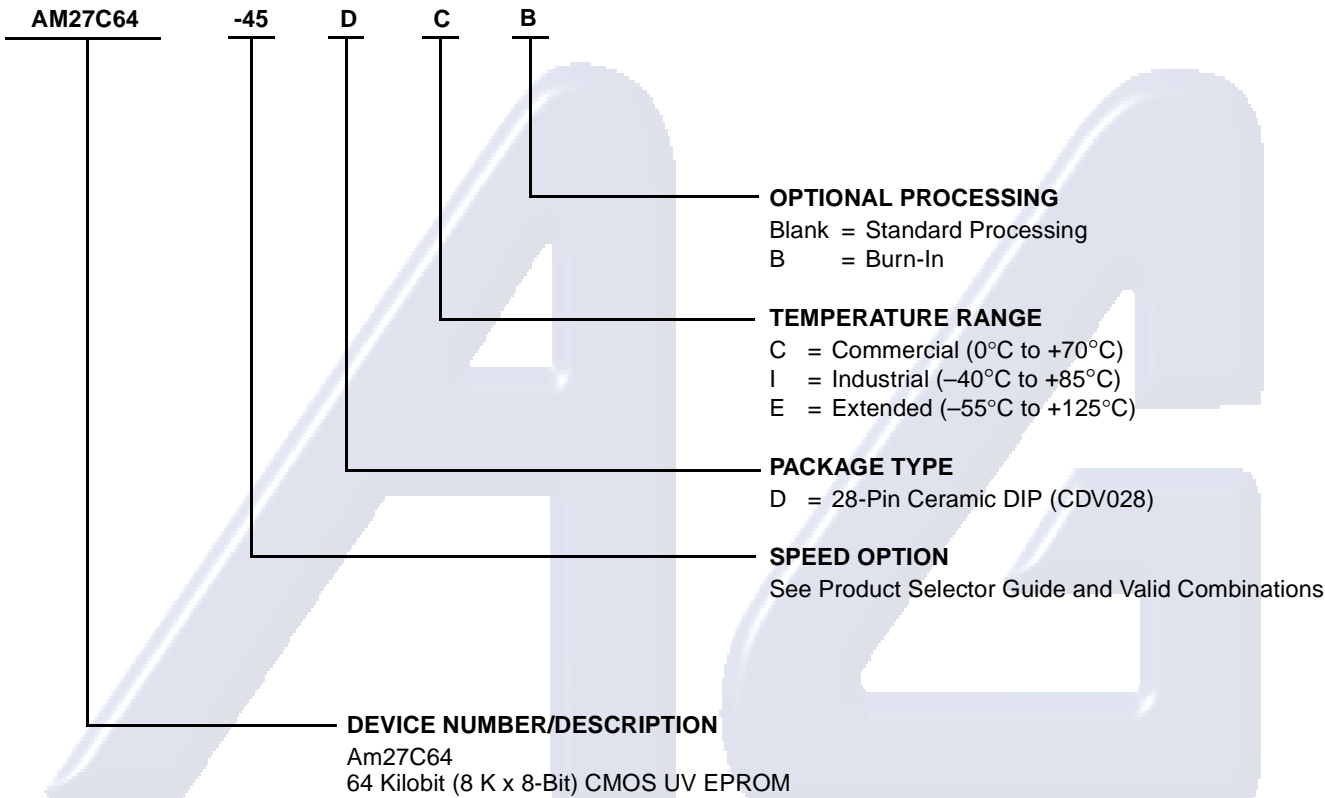 AM27C64 -45 D C B
OPTIONAL PROCESSING
Blank = Standard Processing
B = Burn-In
TEMPERATURE RANGE
C = Commercial (0°C to +70°C)
I = Industrial (–40°C to +85°C)
E = Extended (–55°C to +125°C)
PACKAGE TYPE
D = 28-Pin Ceramic DIP (CDV028)
SPEED OPTION
See Product Selector Guide and Valid Combinations
DEVICE NUMBER/DESCRIPTION
Am27C64
64 Kilobit (8 K x 8-Bit) CMOS UV EPROM